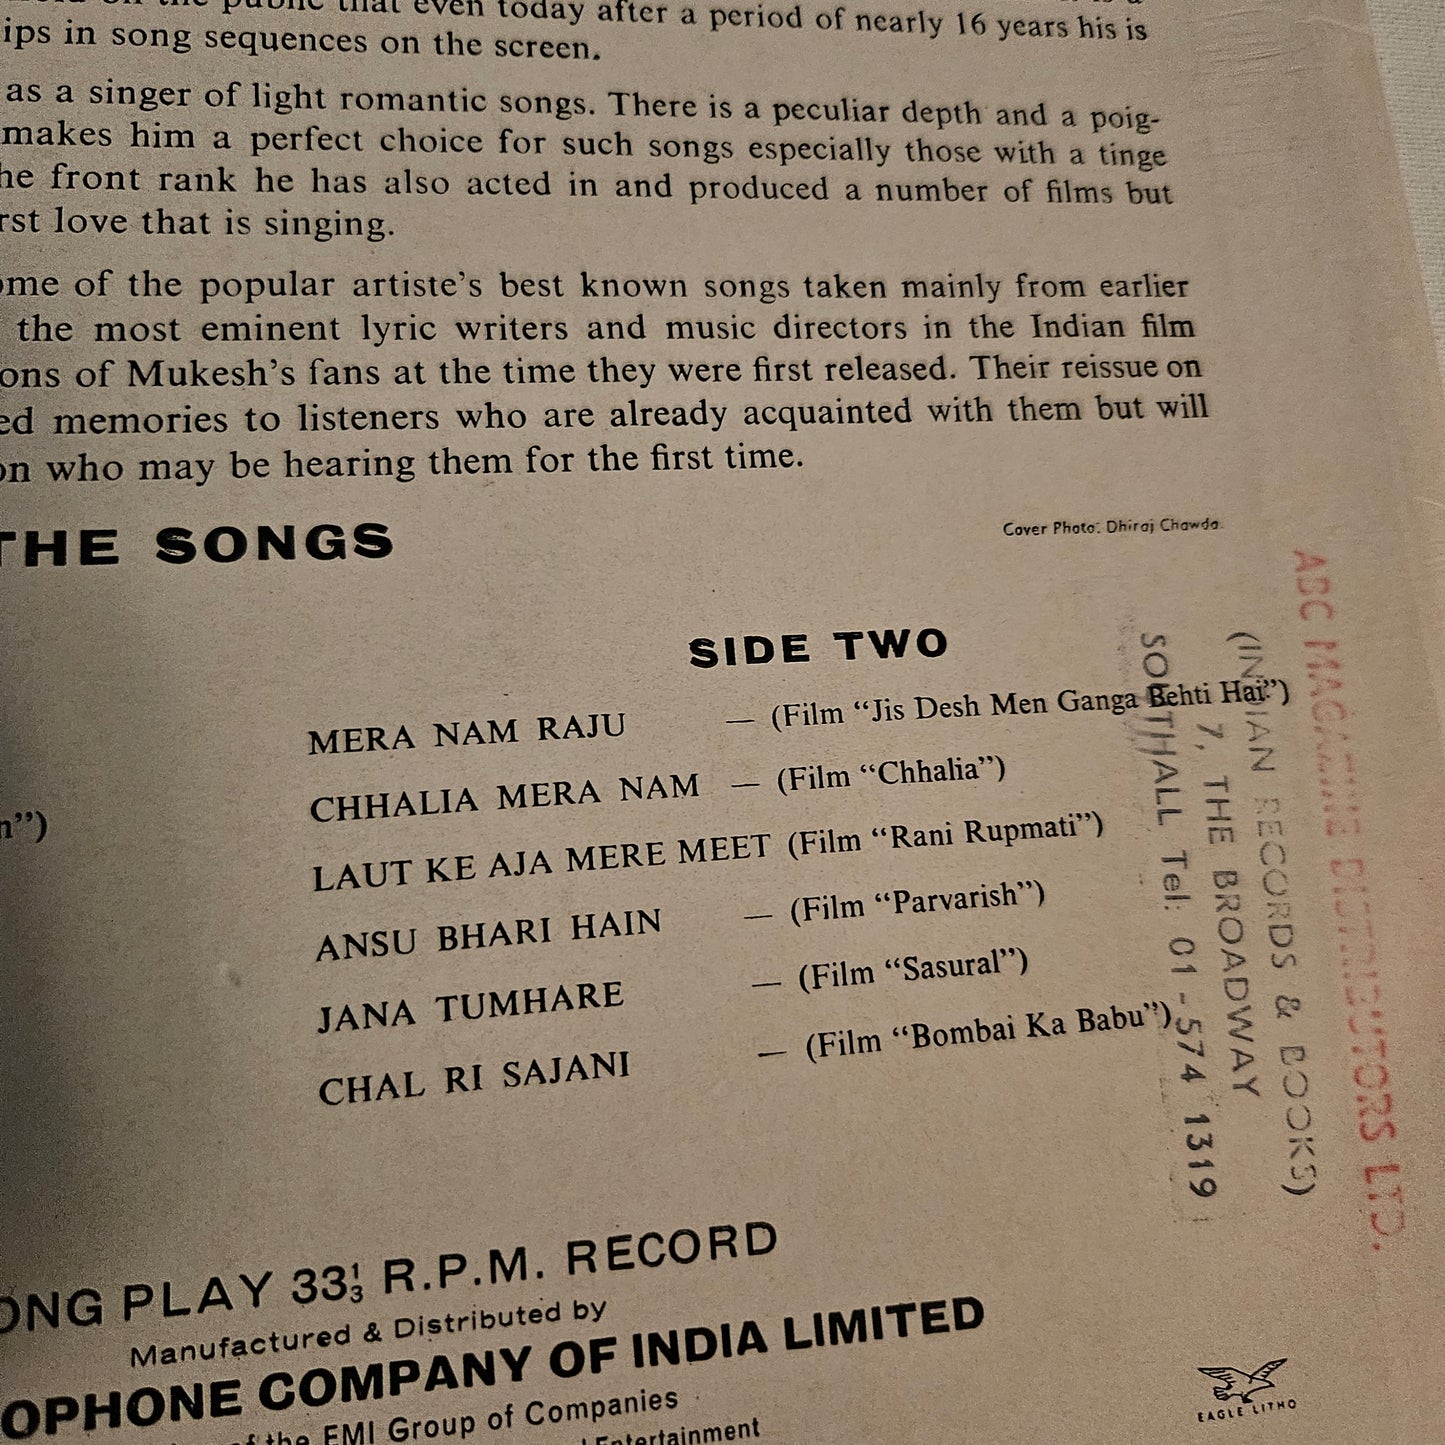 on the public that even today after a period of nearly 16 years his is
ips in song sequences on the screen.
as a singer of light romantic songs. There is a peculiar depth and a poig-
makes him a perfect choice for such songs especially those with a tinge
he front rank he has also acted in and produced a number of films but
rst love that is singing.
ome of the popular artiste's best known songs taken mainly from earlier
the most eminent lyric writers and music directors in the Indian film
ons of Mukesh's fans at the time they were first released. Their reissue on
ed memories to listeners who are already acquainted with them but will
on who may be hearing them for the first time.
THE SONGS
Cover Photo: Dhiraj Chawda.
SIDE TWO
MERA NAM RAJU — (Film "Jis Desh Men Ganga Behti Hai")
CHHALIA MERA NAM — (Film "Chhalia")
n")
LAUT KE AJA MERE MEET (Film "Rani Rupmati")
ANSU BHARI HAIN — (Film "Parvarish")
JANA TUMHARE — (Film "Sasural")
CHAL RI SAJANI — (Film "Bombai Ka Babu")
ABC MAGAZINE DISTRIBUTORS LTD.
(INDIAN RECORDS & BOOKS)
7, THE BROADWAY
SOUTHALL Tel: 01-574 1319
ONG PLAY 33⅓ R.P.M. RECORD
Manufactured & Distributed by
OPHONE COMPANY OF INDIA LIMITED
of the EMI Group of Companies
Entertainment
EAGLE LITHO